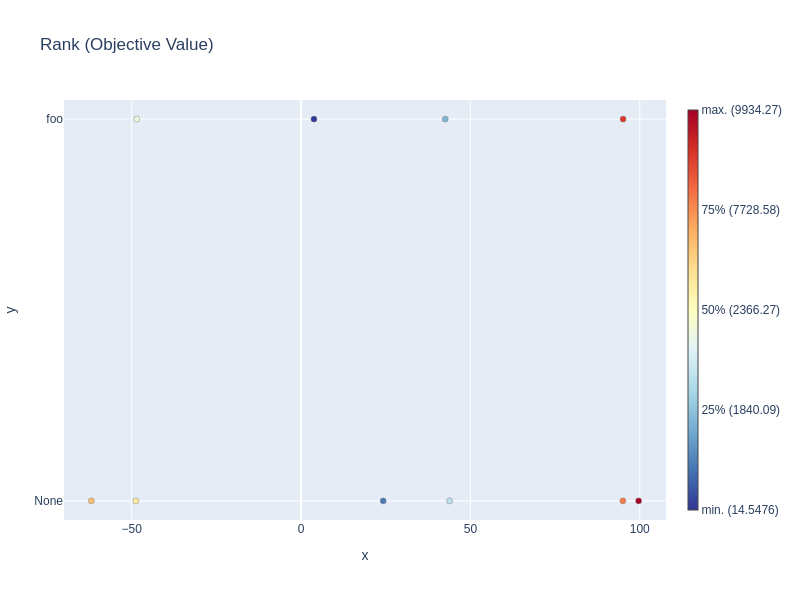 Rank (Objective Value)
foo
None
y
−50
0
50
100
x
max. (9934.27)
75% (7728.58)
50% (2366.27)
25% (1840.09)
min. (14.5476)